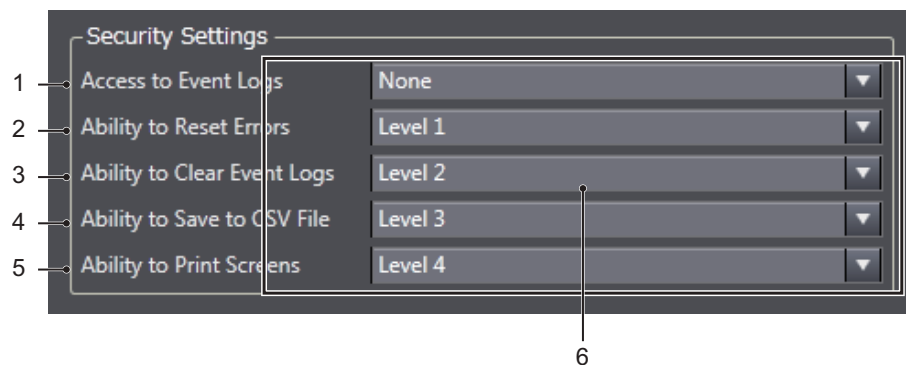 Security Settings
1 Access to Event Logs None
2 Ability to Reset Errors Level 1
3 Ability to Clear Event Logs Level 2
4 Ability to Save to CSV File Level 3
5 Ability to Print Screens Level 4
6